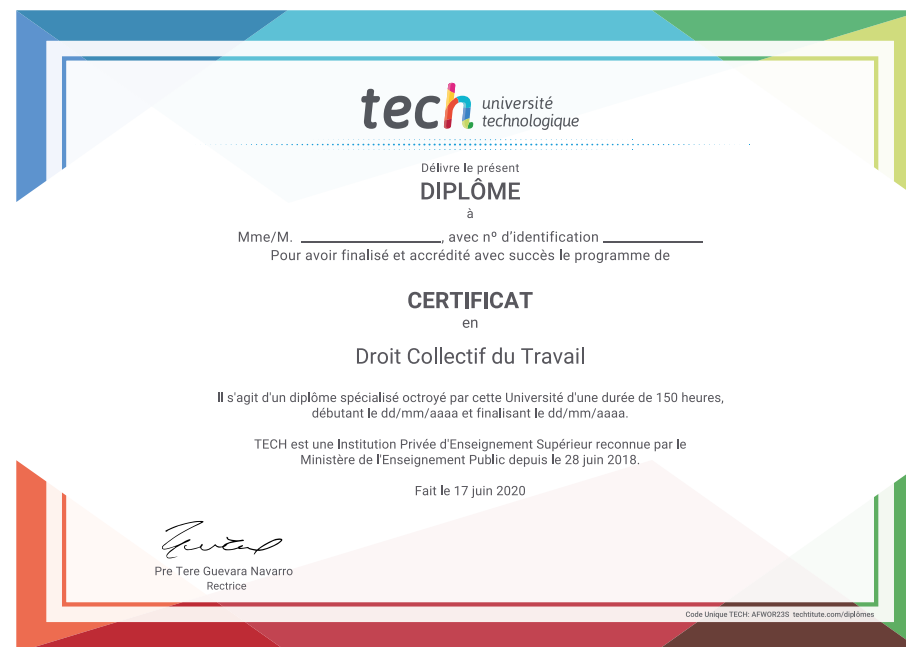 tech université
technologique
Délivre le présent
DIPLÔME
à
Mme/M. ____________________, avec nº d'identification ______________
Pour avoir finalisé et accrédité avec succès le programme de
CERTIFICAT
en
Droit Collectif du Travail
Il s'agit d'un diplôme spécialisé octroyé par cette Université d'une durée de 150 heures,
débutant le dd/mm/aaaa et finalisant le dd/mm/aaaa.
TECH est une Institution Privée d'Enseignement Supérieur reconnue par le
Ministère de l'Enseignement Public depuis le 28 juin 2018.
Fait le 17 juin 2020
Pre Tere Guevara Navarro
Rectrice
Code Unique TECH: AFWOR23S techtitute.com/diplômes